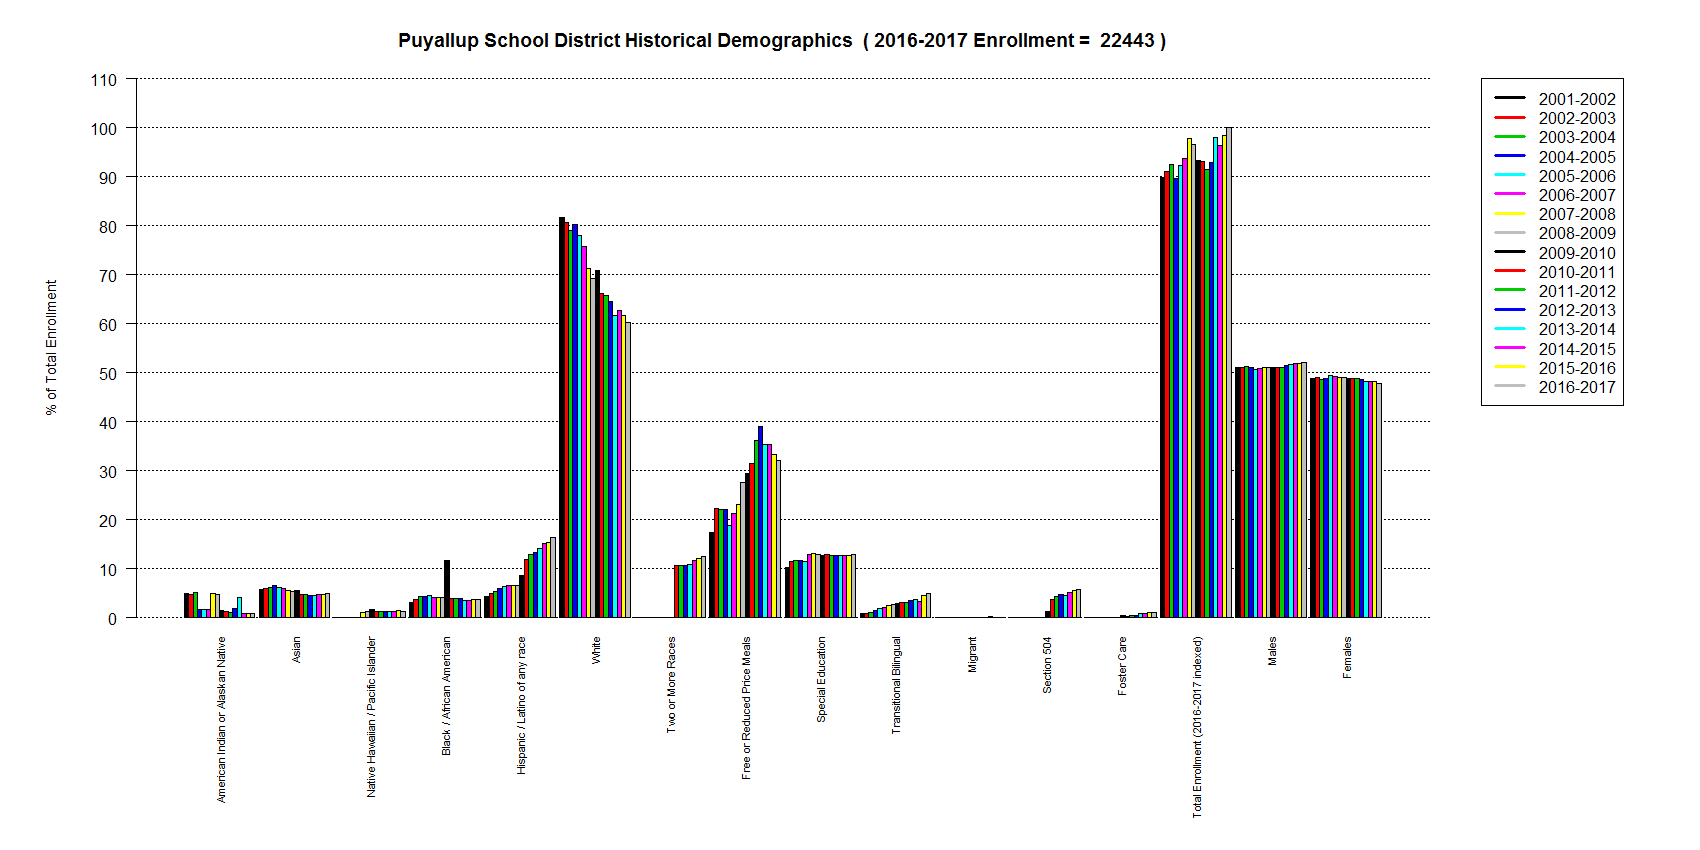 Puyallup School District Historical Demographics ( 2016-2017 Enrollment = 22443 )
% of Total Enrollment
110
100
90
80
70
60
50
40
30
20
10
0
American Indian or Alaskan Native
Asian
Native Hawaiian / Pacific Islander
Black / African American
Hispanic / Latino of any race
White
Two or More Races
Free or Reduced Price Meals
Special Education
Transitional Bilingual
Migrant
Section 504
Foster Care
Total Enrollment (2016-2017 indexed)
Males
Females
2001-2002
2002-2003
2003-2004
2004-2005
2005-2006
2006-2007
2007-2008
2008-2009
2009-2010
2010-2011
2011-2012
2012-2013
2013-2014
2014-2015
2015-2016
2016-2017